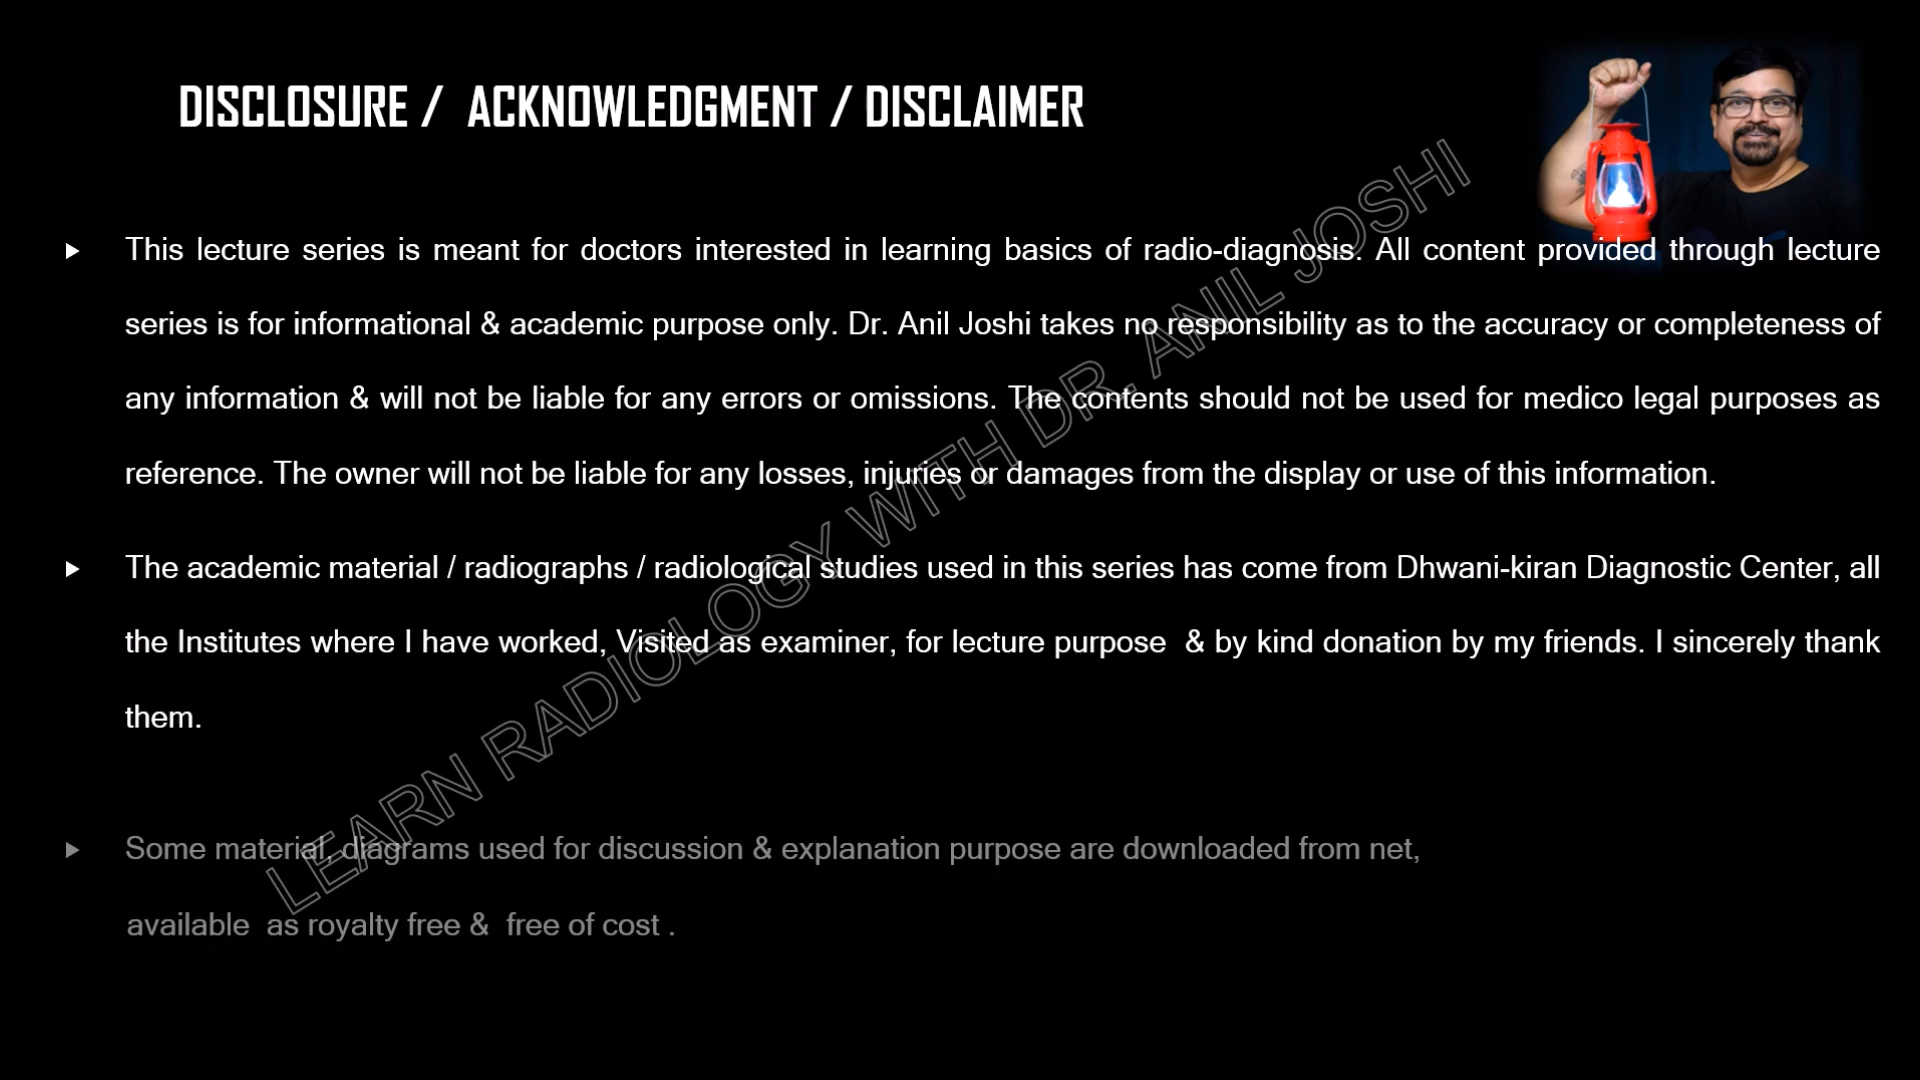 DISCLOSURE / ACKNOWLEDGMENT / DISCLAIMER
This lecture series is meant for doctors interested in learning basics of radio-diagnosis. All content provided through lecture
series is for informational & academic purpose only. Dr. Anil Joshi takes no responsibility as to the accuracy or completeness of
any information & will not be liable for any errors or omissions. The contents should not be used for medico legal purposes as
reference. The owner will not be liable for any losses, injuries or damages from the display or use of this information.
The academic material / radiographs / radiological studies used in this series has come from Dhwani-kiran Diagnostic Center, all
the Institutes where I have worked, Visited as examiner, for lecture purpose & by kind donation by my friends. I sincerely thank
them.
Some material, diagrams used for discussion & explanation purpose are downloaded from net,
available as royalty free & free of cost .
LEARN RADIOLOGY WITH DR. ANIL JOSHI